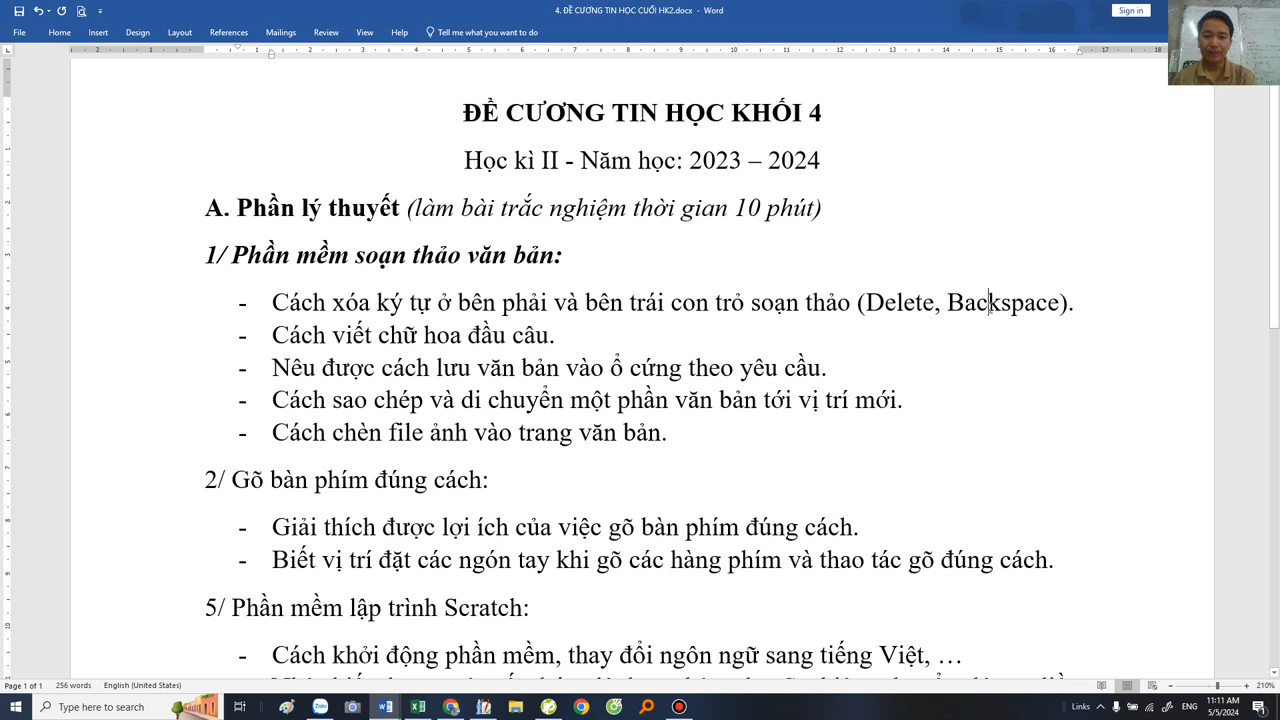 4. ĐỀ CƯƠNG TIN HỌC CUỐI HK2.docx - Word
Sign in
File Home Insert Design Layout References Mailings Review View Help Tell me what you want to do
ĐỀ CƯƠNG TIN HỌC KHỐI 4
Học kì II - Năm học: 2023 – 2024
A. Phần lý thuyết (làm bài trắc nghiệm thời gian 10 phút)
1/ Phần mềm soạn thảo văn bản:
- Cách xóa ký tự ở bên phải và bên trái con trỏ soạn thảo (Delete, Backspace).
- Cách viết chữ hoa đầu câu.
- Nêu được cách lưu văn bản vào ổ cứng theo yêu cầu.
- Cách sao chép và di chuyển một phần văn bản tới vị trí mới.
- Cách chèn file ảnh vào trang văn bản.
2/ Gõ bàn phím đúng cách:
- Giải thích được lợi ích của việc gõ bàn phím đúng cách.
- Biết vị trí đặt các ngón tay khi gõ các hàng phím và thao tác gõ đúng cách.
5/ Phần mềm lập trình Scratch:
- Cách khởi động phần mềm, thay đổi ngôn ngữ sang tiếng Việt, …
Page 1 of 1 256 words English (United States) 210%
Type here to search Zalo Links 11:11 AM
5/5/2024